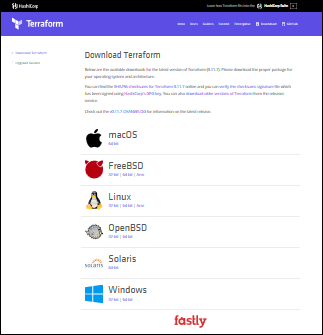 HashiCorp
Learn how Terraform fits into the HashiCorp Suite
Terraform
Intro Docs Guides Extend Enterprise Download GitHub
Download Terraform
Upgrade Guides
Download Terraform
Below are the available downloads for the latest version of Terraform (0.11.7). Please download the proper package for
your operating system and architecture.
You can find the SHA256 checksums for Terraform 0.11.7 online and you can verify the checksums signature file which
has been signed using HashiCorp's GPG key. You can also download older versions of Terraform from the releases
service.
Check out the v0.11.7 CHANGELOG for information on the latest release.
macOS
64-bit
FreeBSD
32-bit | 64-bit | Arm
Linux
32-bit | 64-bit | Arm
OpenBSD
32-bit | 64-bit
solaris
Solaris
64-bit
Windows
32-bit | 64-bit
fastly